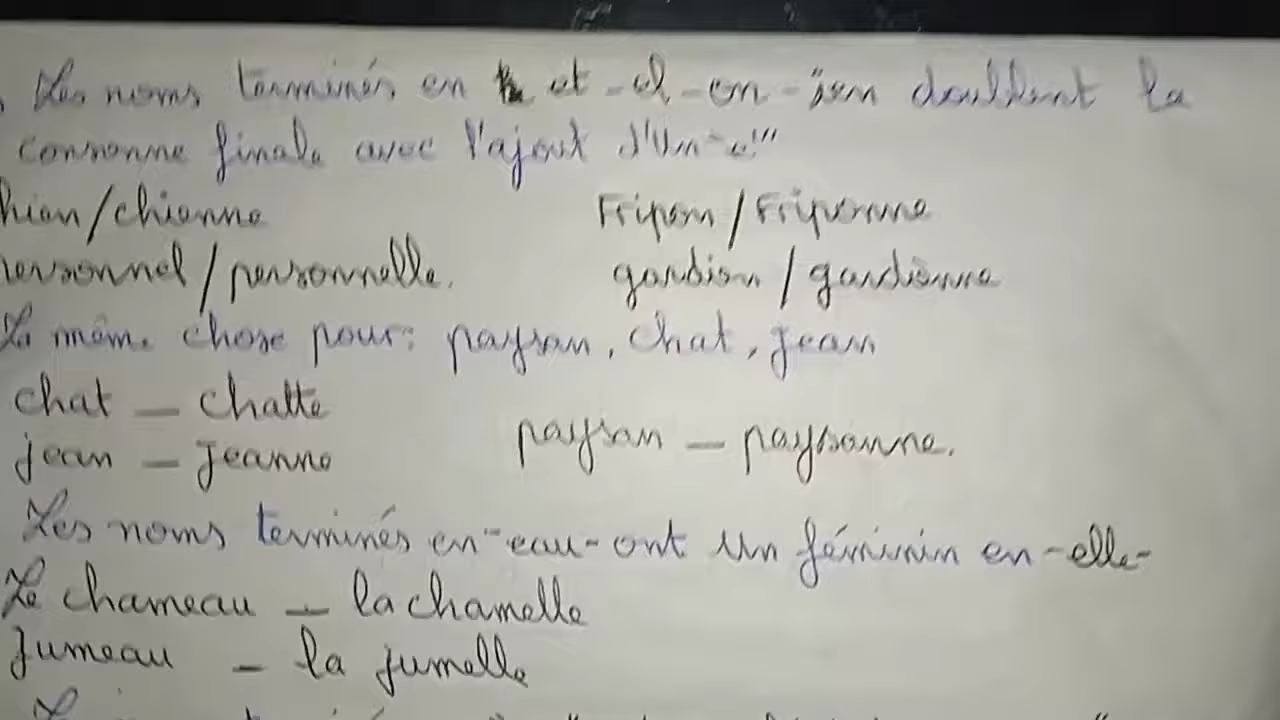 Les noms terminés en et -el-on-ien doublent la
consonne finale avec l'ajout d'un "e"
hien/chienne Fripon/Friponne
ersonnel/personnelle. gardien/gardienne
La même chose pour: paysan, chat, jean
chat - chatte
paysan - paysanne.
jean - Jeanne
Les noms terminés en-eau-ont un féminin en-elle-
Le chameau - la chamelle
Jumeau - la jumelle